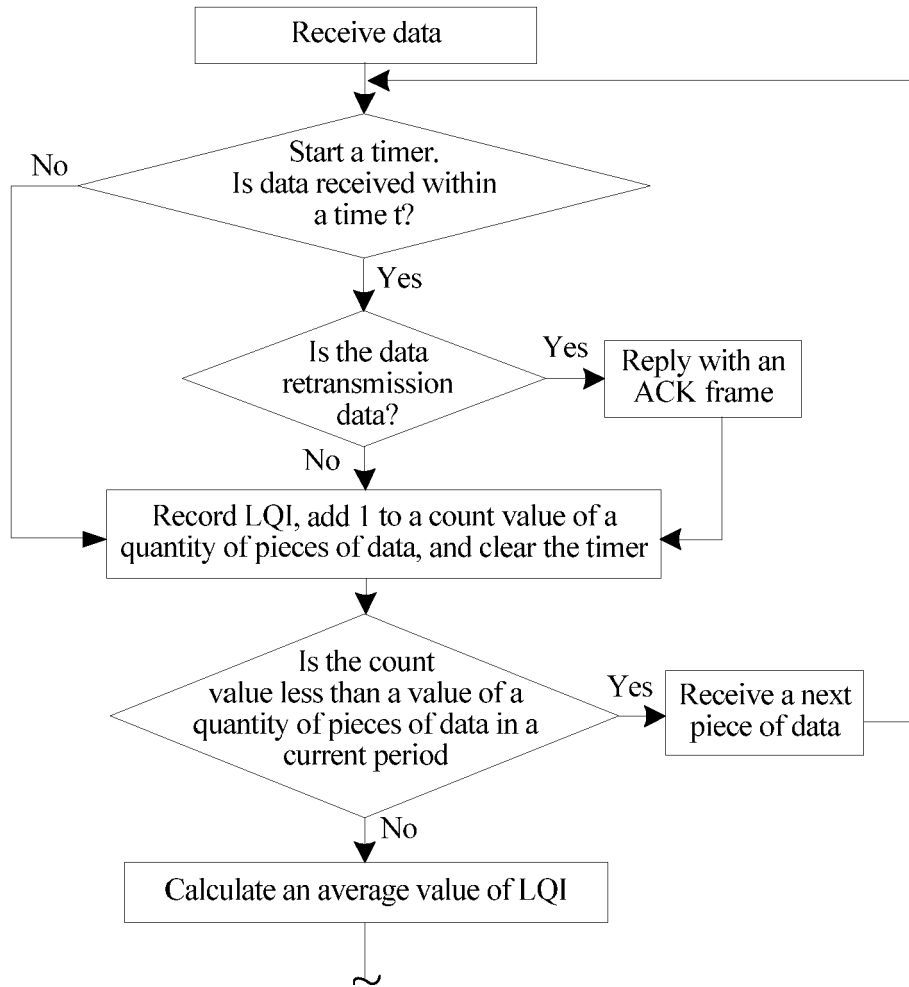 Receive data
Start a timer.
Is data received within
a time t?
No
Yes
Is the data
retransmission
data?
Yes
Reply with an
ACK frame
No
Record LQI, add 1 to a count value of a
quantity of pieces of data, and clear the timer
Is the count
value less than a value of a
quantity of pieces of data in a
current period
Yes
Receive a next
piece of data
No
Calculate an average value of LQI